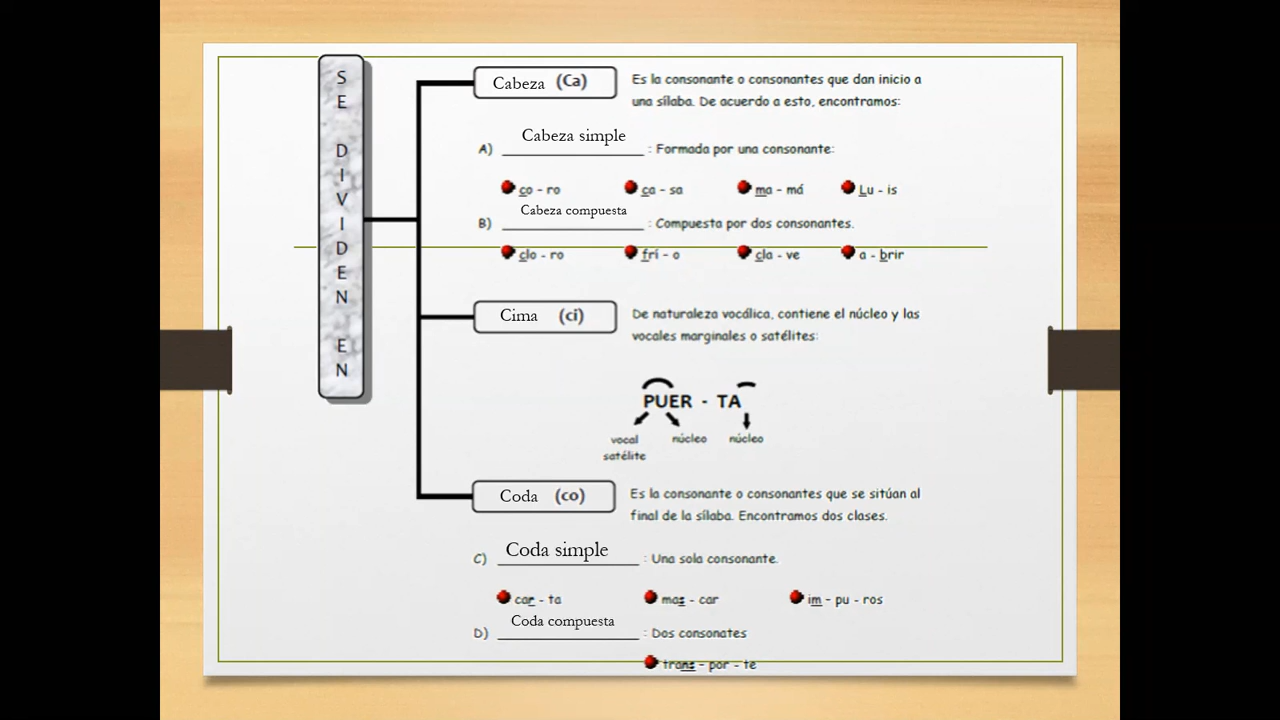 SE DIVIDEN EN
Cabeza (Ca)
Es la consonante o consonantes que dan inicio a
una sílaba. De acuerdo a esto, encontramos:
Cabeza simple
A) ______________ : Formada por una consonante:
co - ro ca - sa ma - má Lu - is
Cabeza compuesta
B) ______________ : Compuesta por dos consonantes.
clo - ro frí - o cla - ve a - brir
Cima (ci)
De naturaleza vocálica, contiene el núcleo y las
vocales marginales o satélites:
PUER - TA
vocal núcleo núcleo
satélite
Coda (co)
Es la consonante o consonantes que se sitúan al
final de la sílaba. Encontramos dos clases.
Coda simple
C) ______________ : Una sola consonante.
car - ta mas - car im - pu - ros
Coda compuesta
D) ______________ : Dos consonates
trans - por - te